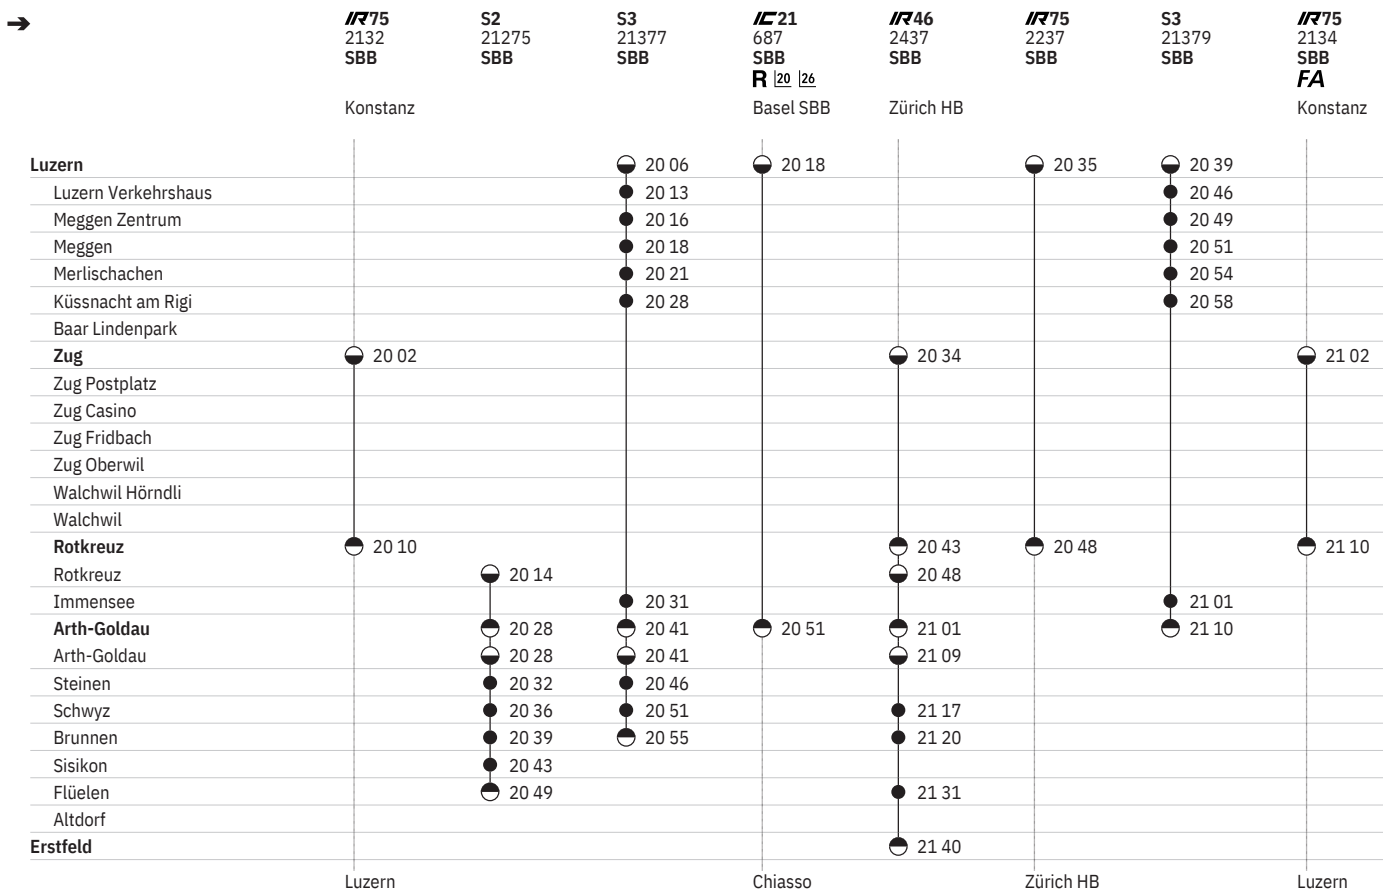 ➔ IR75 S2 S3 IC21 IR46 IR75 S3 IR75
2132 21275 21377 687 2437 2237 21379 2134
SBB SBB SBB SBB SBB SBB SBB SBB
R 20 26 FA
Konstanz Basel SBB Zürich HB Konstanz
Luzern 20 06 20 18 20 35 20 39
Luzern Verkehrshaus 20 13 20 46
Meggen Zentrum 20 16 20 49
Meggen 20 18 20 51
Merlischachen 20 21 20 54
Küssnacht am Rigi 20 28 20 58
Baar Lindenpark
Zug 20 02 20 34 21 02
Zug Postplatz
Zug Casino
Zug Fridbach
Zug Oberwil
Walchwil Hörndli
Walchwil
Rotkreuz 20 10 20 43 20 48 21 10
Rotkreuz 20 14 20 48
Immensee 20 31 21 01
Arth-Goldau 20 28 20 41 20 51 21 01 21 10
Arth-Goldau 20 28 20 41 21 09
Steinen 20 32 20 46
Schwyz 20 36 20 51 21 17
Brunnen 20 39 20 55 21 20
Sisikon 20 43
Flüelen 20 49 21 31
Altdorf
Erstfeld 21 40
Luzern Chiasso Zürich HB Luzern